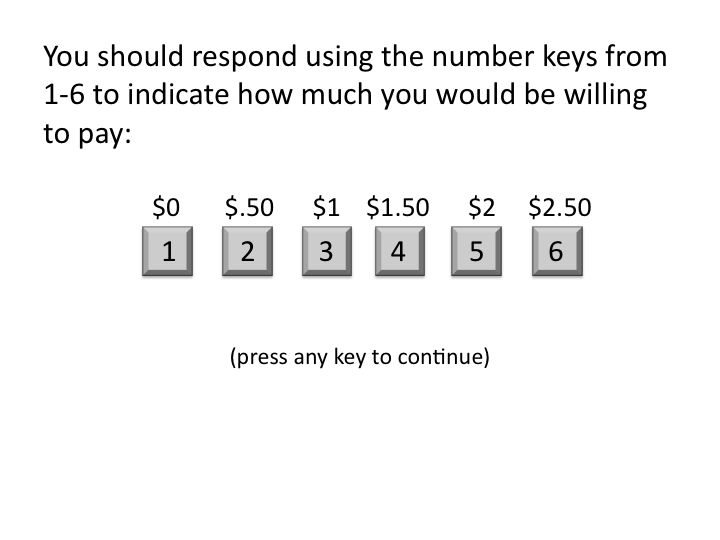 You should respond using the number keys from
1-6 to indicate how much you would be willing
to pay:
$0 $.50 $1 $1.50 $2 $2.50
1 2 3 4 5 6
(press any key to continue)